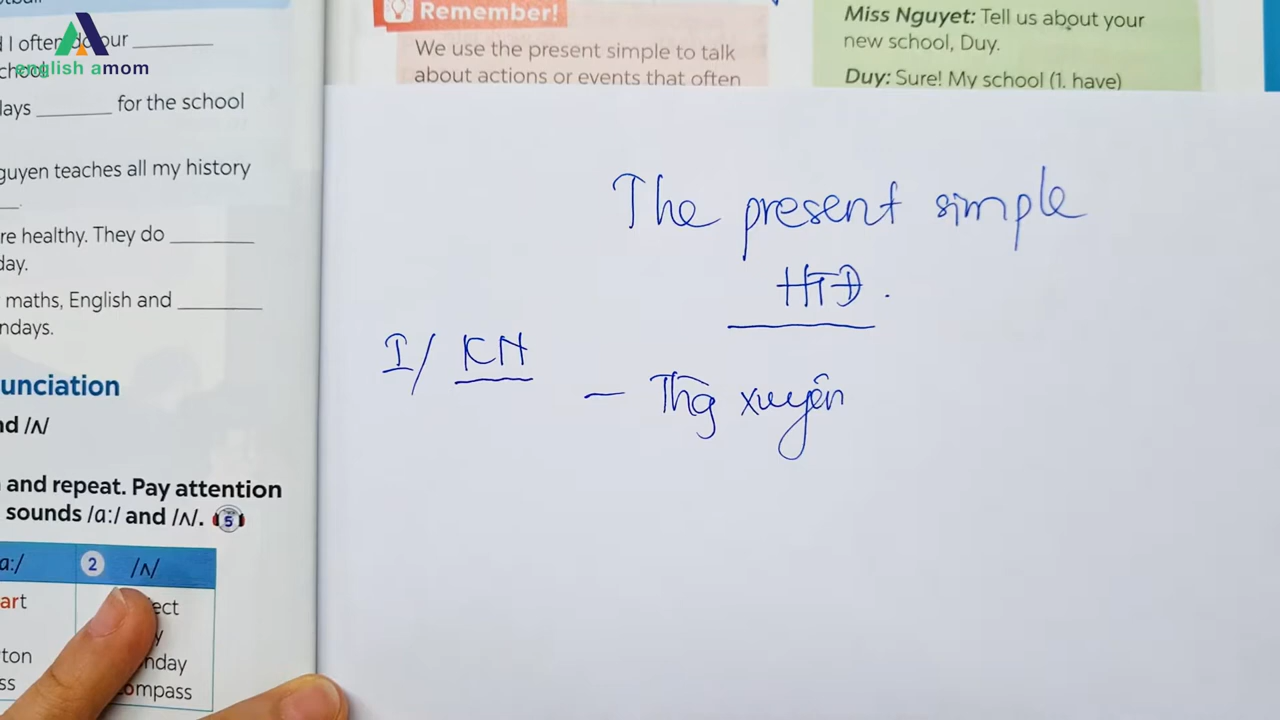 I often do our
school
days ______ for the school
guyen teaches all my history
re healthy. They do
day.
maths, English and
ndays.
unciation
nd /ʌ/
and repeat. Pay attention
sounds /ɑː/ and /ʌ/. 5
ɑː/ 2 /ʌ/
art ect
y
ton nday
ss ompass
english amom
Remember!
We use the present simple to talk
about actions or events that often
Miss Nguyet: Tell us about your
new school, Duy.
Duy: Sure! My school (1. have)
The present simple
HTĐ.
I/ KN
– Thg xuyên